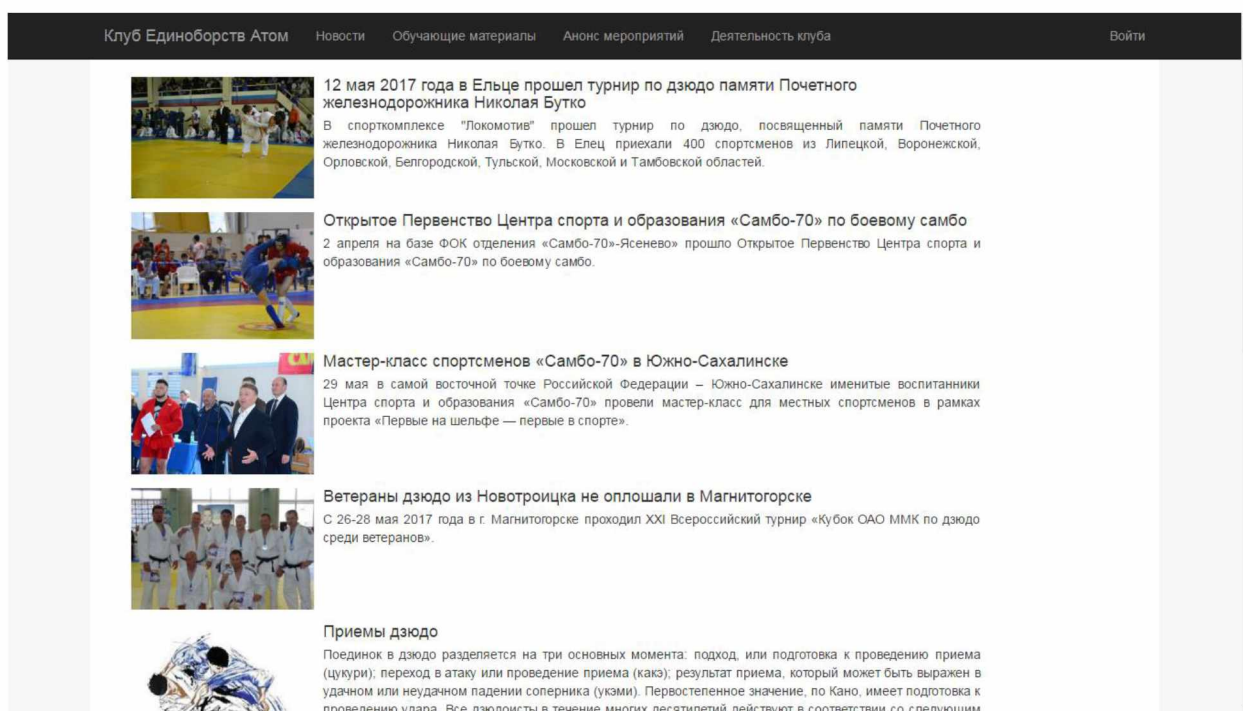 Клуб Единоборств Атом Новости Обучающие материалы Анонс мероприятий Деятельность клуба Войти
12 мая 2017 года в Ельце прошел турнир по дзюдо памяти Почетного
железнодорожника Николая Бутко
В спорткомплексе "Локомотив" прошел турнир по дзюдо, посвященный памяти Почетного
железнодорожника Николая Бутко. В Елец приехали 400 спортсменов из Липецкой, Воронежской,
Орловской, Белгородской, Тульской, Московской и Тамбовской областей.
Открытое Первенство Центра спорта и образования «Самбо-70» по боевому самбо
2 апреля на базе ФОК отделения «Самбо-70»-Ясенево» прошло Открытое Первенство Центра спорта и
образования «Самбо-70» по боевому самбо.
Мастер-класс спортсменов «Самбо-70» в Южно-Сахалинске
29 мая в самой восточной точке Российской Федерации – Южно-Сахалинске именитые воспитанники
Центра спорта и образования «Самбо-70» провели мастер-класс для местных спортсменов в рамках
проекта «Первые на шельфе — первые в спорте».
Ветераны дзюдо из Новотроицка не оплошали в Магнитогорске
С 26-28 мая 2017 года в г. Магнитогорске проходил XXI Всероссийский турнир «Кубок ОАО ММК по дзюдо
среди ветеранов».
Приемы дзюдо
Поединок в дзюдо разделяется на три основных момента: подход, или подготовка к проведению приема
(цукури); переход в атаку или проведение приема (какэ); результат приема, который может быть выражен в
удачном или неудачном падении соперника (укэми). Первостепенное значение, по Кано, имеет подготовка к
проведению удара. Все дзюдоисты в течение многих десятилетий действуют в соответствии со следующим